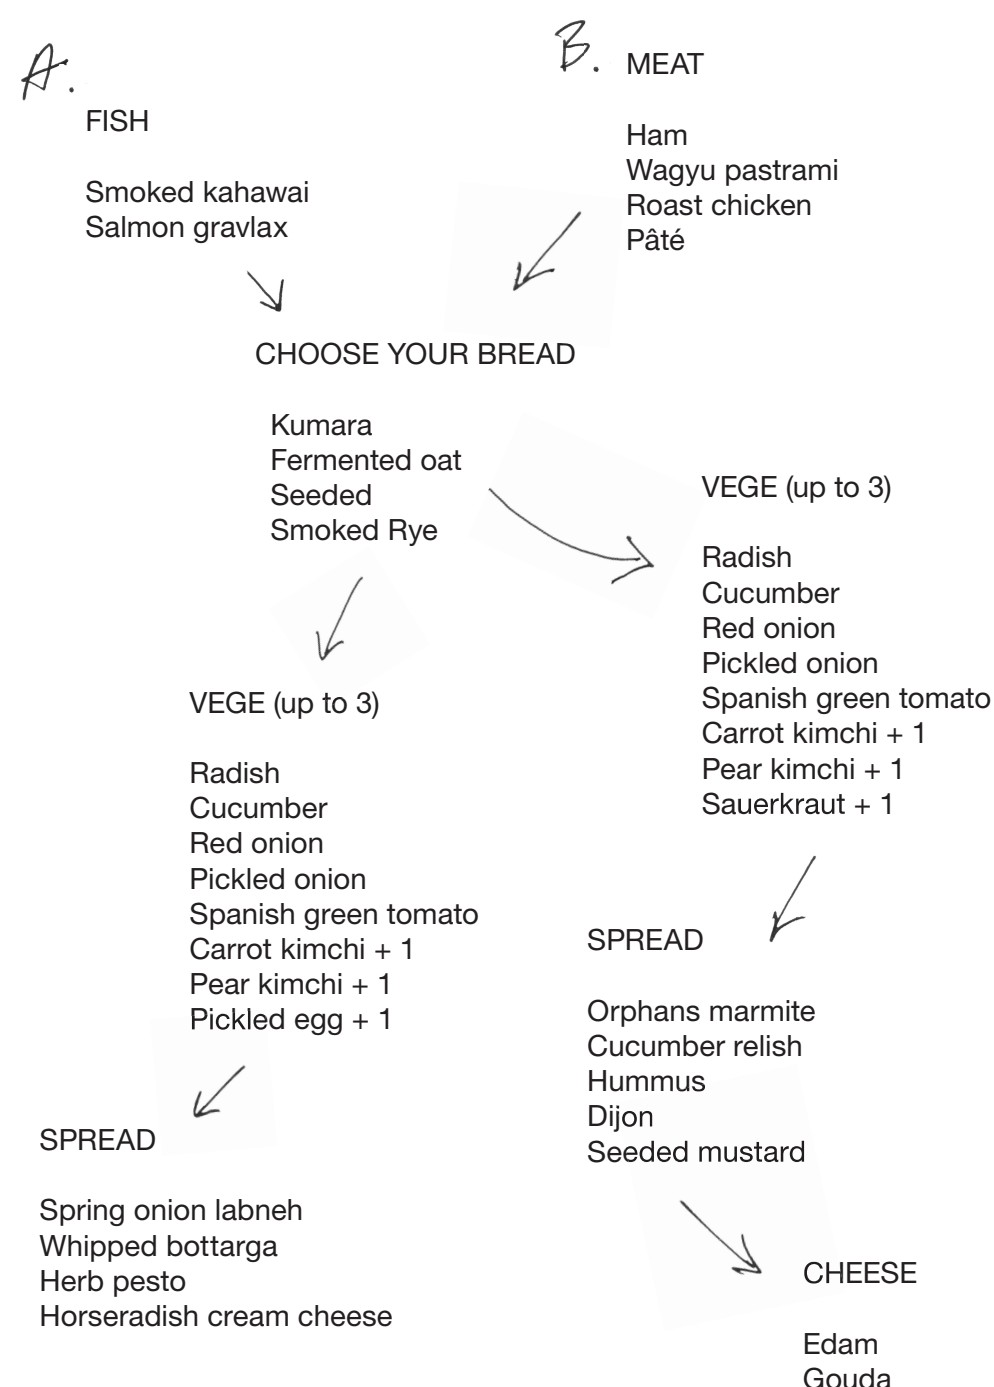 A.
FISH
Smoked kahawai
Salmon gravlax
B.
MEAT
Ham
Wagyu pastrami
Roast chicken
Pâté
CHOOSE YOUR BREAD
Kumara
Fermented oat
Seeded
Smoked Rye
VEGE (up to 3)
Radish
Cucumber
Red onion
Pickled onion
Spanish green tomato
Carrot kimchi + 1
Pear kimchi + 1
Pickled egg + 1
SPREAD
Spring onion labneh
Whipped bottarga
Herb pesto
Horseradish cream cheese
VEGE (up to 3)
Radish
Cucumber
Red onion
Pickled onion
Spanish green tomato
Carrot kimchi + 1
Pear kimchi + 1
Sauerkraut + 1
SPREAD
Orphans marmite
Cucumber relish
Hummus
Dijon
Seeded mustard
CHEESE
Edam
Gouda